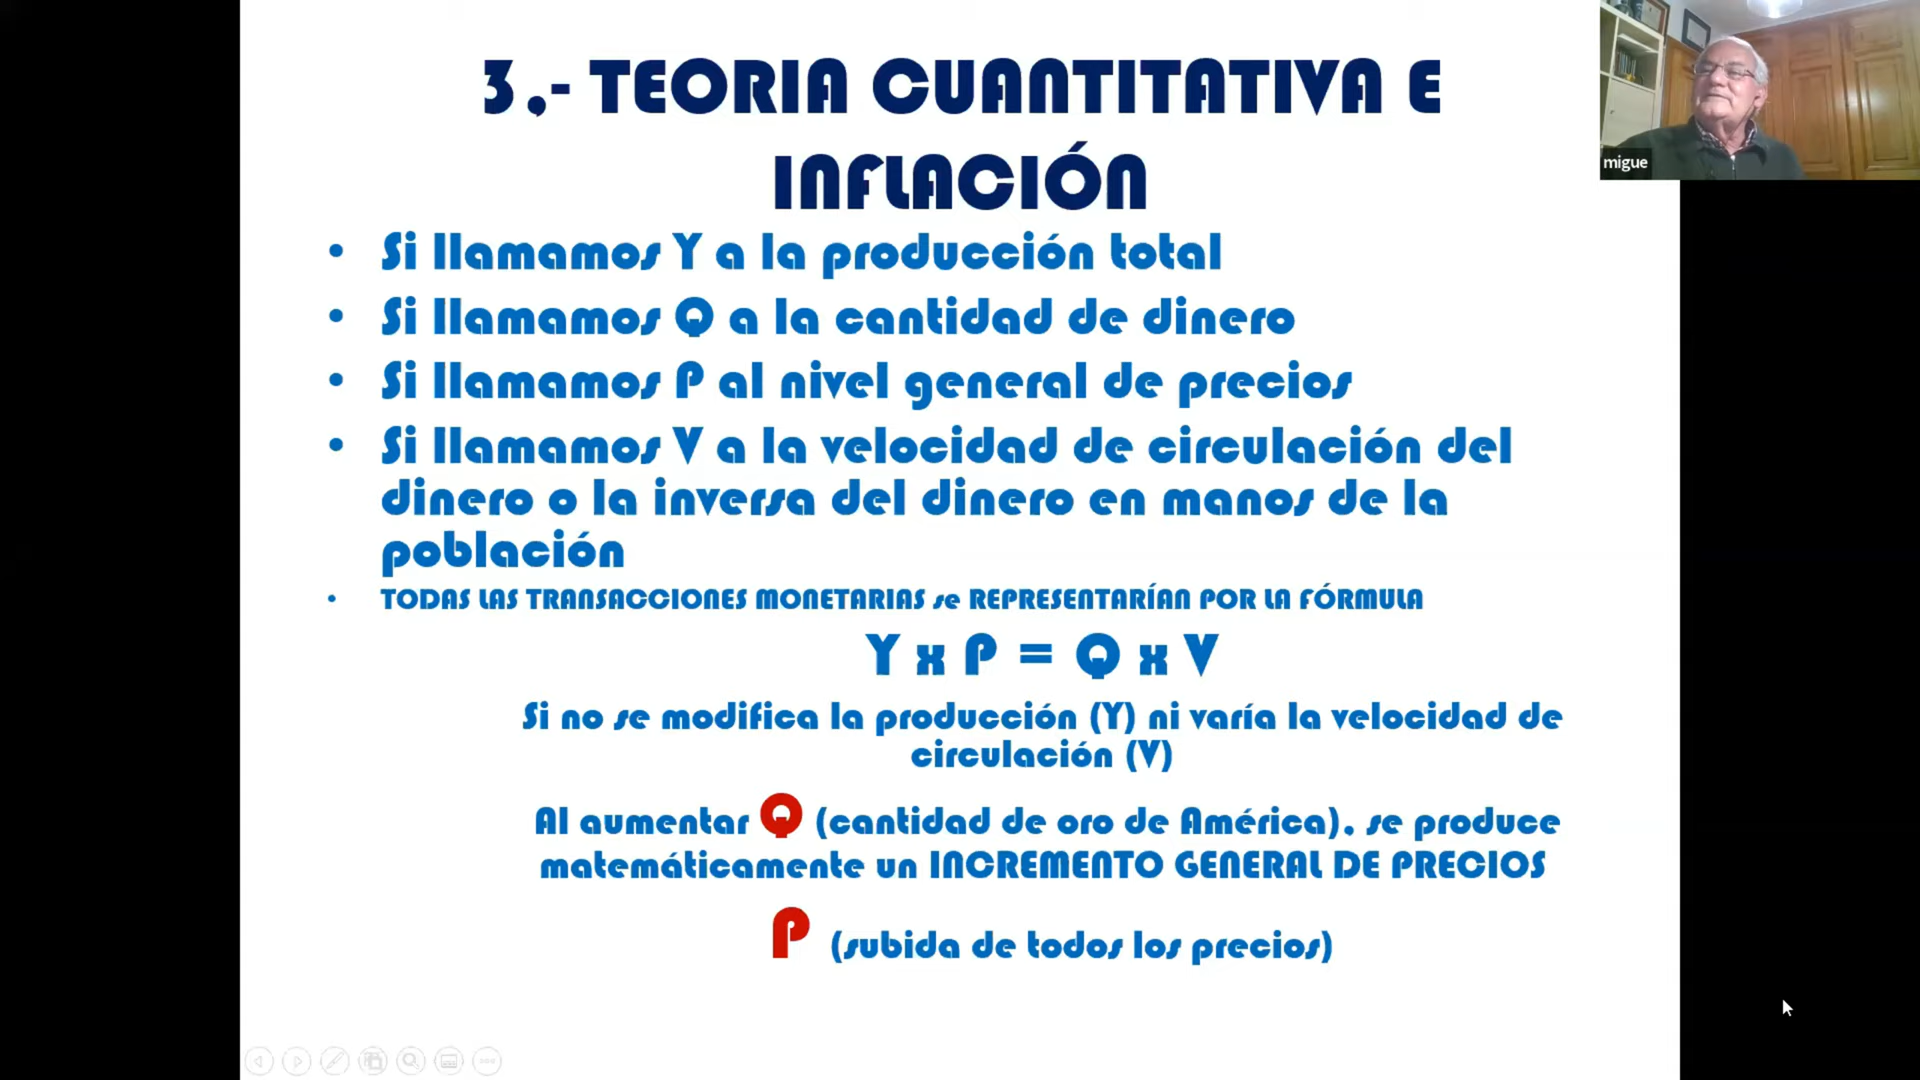 3,- TEORIA CUANTITATIVA E
INFLACIÓN
• Si llamamos Y a la producción total
• Si llamamos Q a la cantidad de dinero
• Si llamamos P al nivel general de precios
• Si llamamos V a la velocidad de circulación del
dinero o la inversa del dinero en manos de la
población
• TODAS LAS TRANSACCIONES MONETARIAS se REPRESENTARÍAN POR LA FÓRMULA
Y x P = Q x V
Si no se modifica la producción (Y) ni varía la velocidad de
circulación (V)
Al aumentar Q (cantidad de oro de América), se produce
matemáticamente un INCREMENTO GENERAL DE PRECIOS
P (subida de todos los precios)
migue